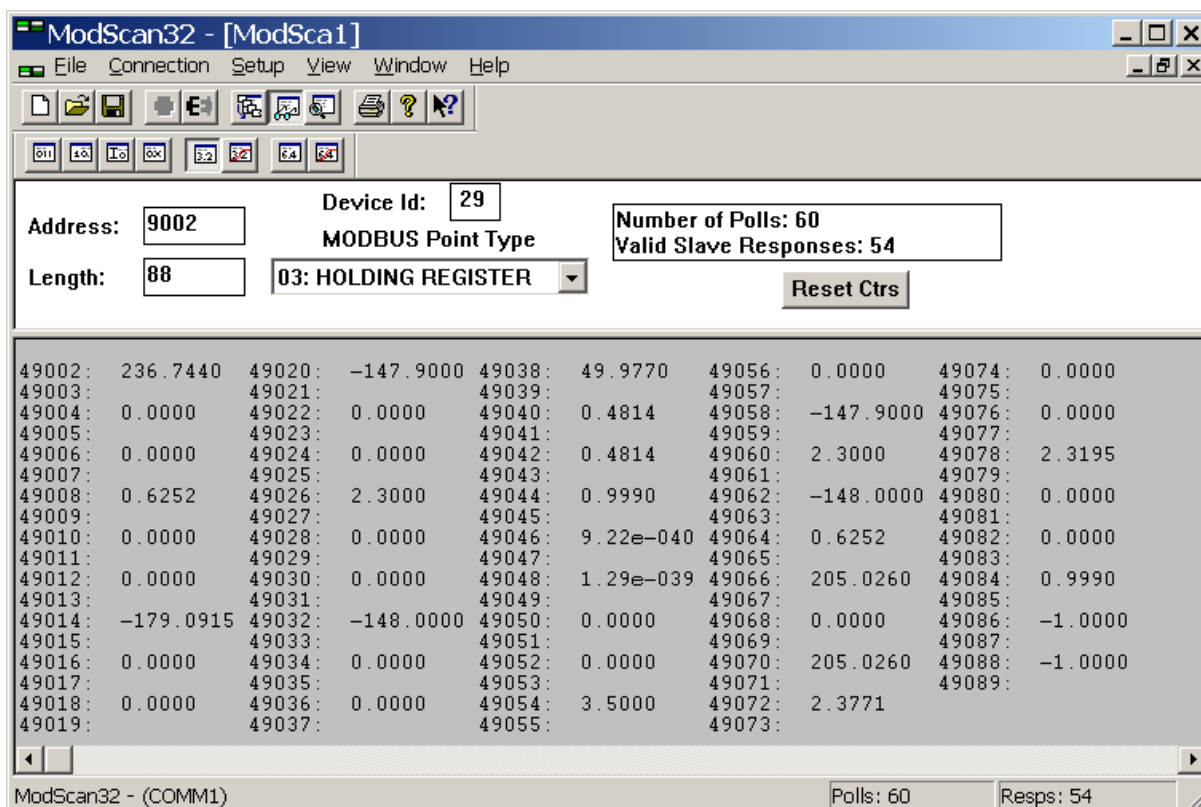 ModScan32 - [ModSca1]
File Connection Setup View Window Help
Address: 9002
Device Id: 29
MODBUS Point Type
Length: 88
03: HOLDING REGISTER
Number of Polls: 60
Valid Slave Responses: 54
Reset Ctrs
49002: 236.7440 49020: -147.9000 49038: 49.9770 49056: 0.0000 49074: 0.0000
49003: 49021: 49039: 49057: 49075:
49004: 0.0000 49022: 0.0000 49040: 0.4814 49058: -147.9000 49076: 0.0000
49005: 49023: 49041: 49059: 49077:
49006: 0.0000 49024: 0.0000 49042: 0.4814 49060: 2.3000 49078: 2.3195
49007: 49025: 49043: 49061: 49079:
49008: 0.6252 49026: 2.3000 49044: 0.9990 49062: -148.0000 49080: 0.0000
49009: 49027: 49045: 49063: 49081:
49010: 0.0000 49028: 0.0000 49046: 9.22e-040 49064: 0.6252 49082: 0.0000
49011: 49029: 49047: 49065: 49083:
49012: 0.0000 49030: 0.0000 49048: 1.29e-039 49066: 205.0260 49084: 0.9990
49013: 49031: 49049: 49067: 49085:
49014: -179.0915 49032: -148.0000 49050: 0.0000 49068: 0.0000 49086: -1.0000
49015: 49033: 49051: 49069: 49087:
49016: 0.0000 49034: 0.0000 49052: 0.0000 49070: 205.0260 49088: -1.0000
49017: 49035: 49053: 49071: 49089:
49018: 0.0000 49036: 0.0000 49054: 3.5000 49072: 2.3771
49019: 49037: 49055: 49073:
ModScan32 - (COMM1)
Polls: 60
Resps: 54